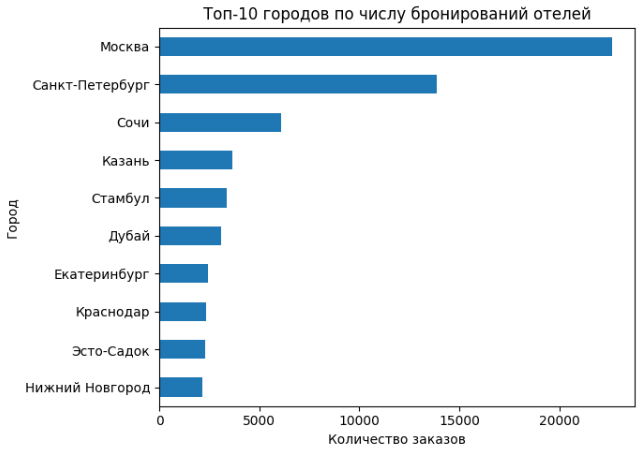 Топ-10 городов по числу бронирований отелей
Москва
Санкт-Петербург
Сочи
Казань
Стамбул
Дубай
Екатеринбург
Краснодар
Эсто-Садок
Нижний Новгород
Город
0 5000 10000 15000 20000
Количество заказов